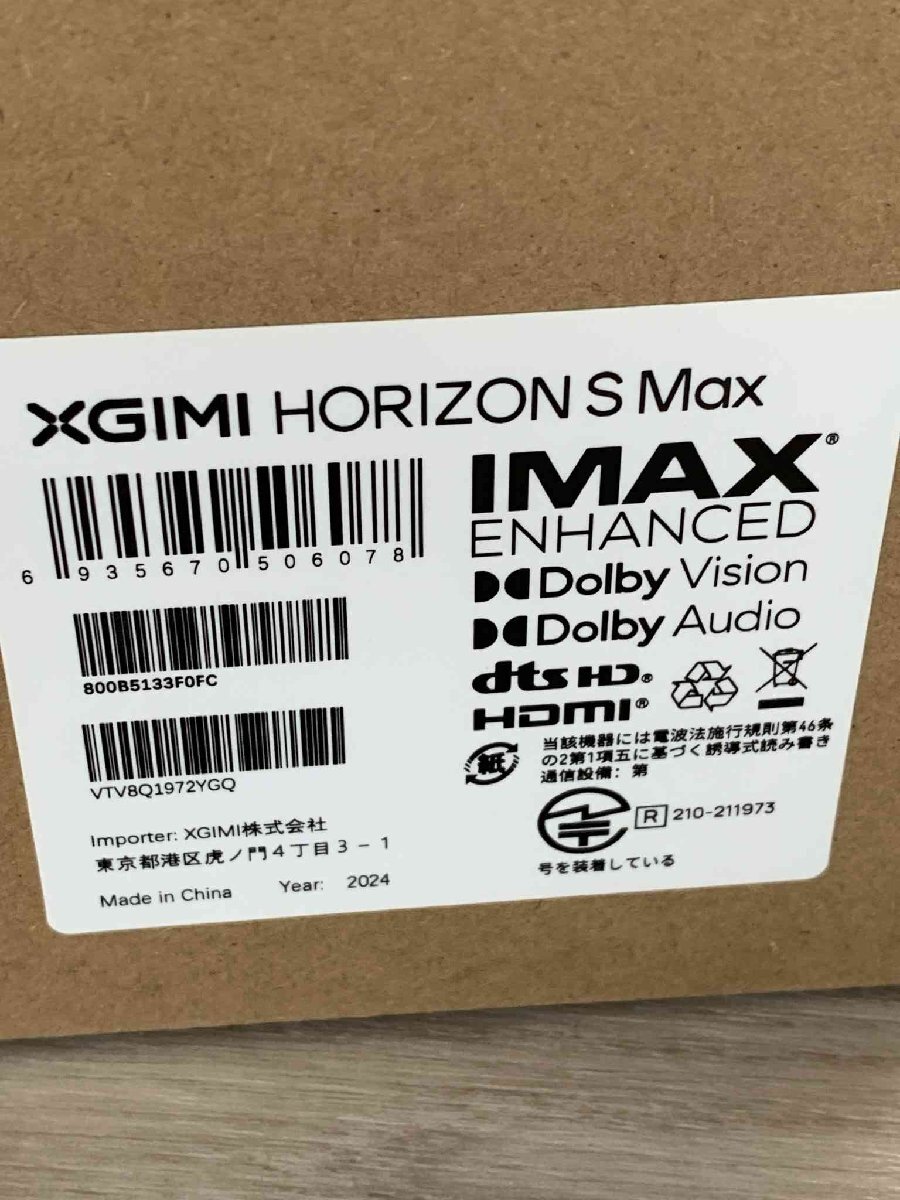 XGIMI HORIZON S Max
6 935670 506078
800B5133F0FC
VTV8Q1972YGQ
Importer: XGIMI株式会社
東京都港区虎ノ門4丁目3-1
Made in China Year: 2024
IMAX®
ENHANCED
Dolby Vision
Dolby Audio
dts HD®
HDMI®
紙
当該機器には電波法施行規則第46条
の2第1項五に基づく誘導式読み書き
通信設備: 第
R 210-211973
号を装着している